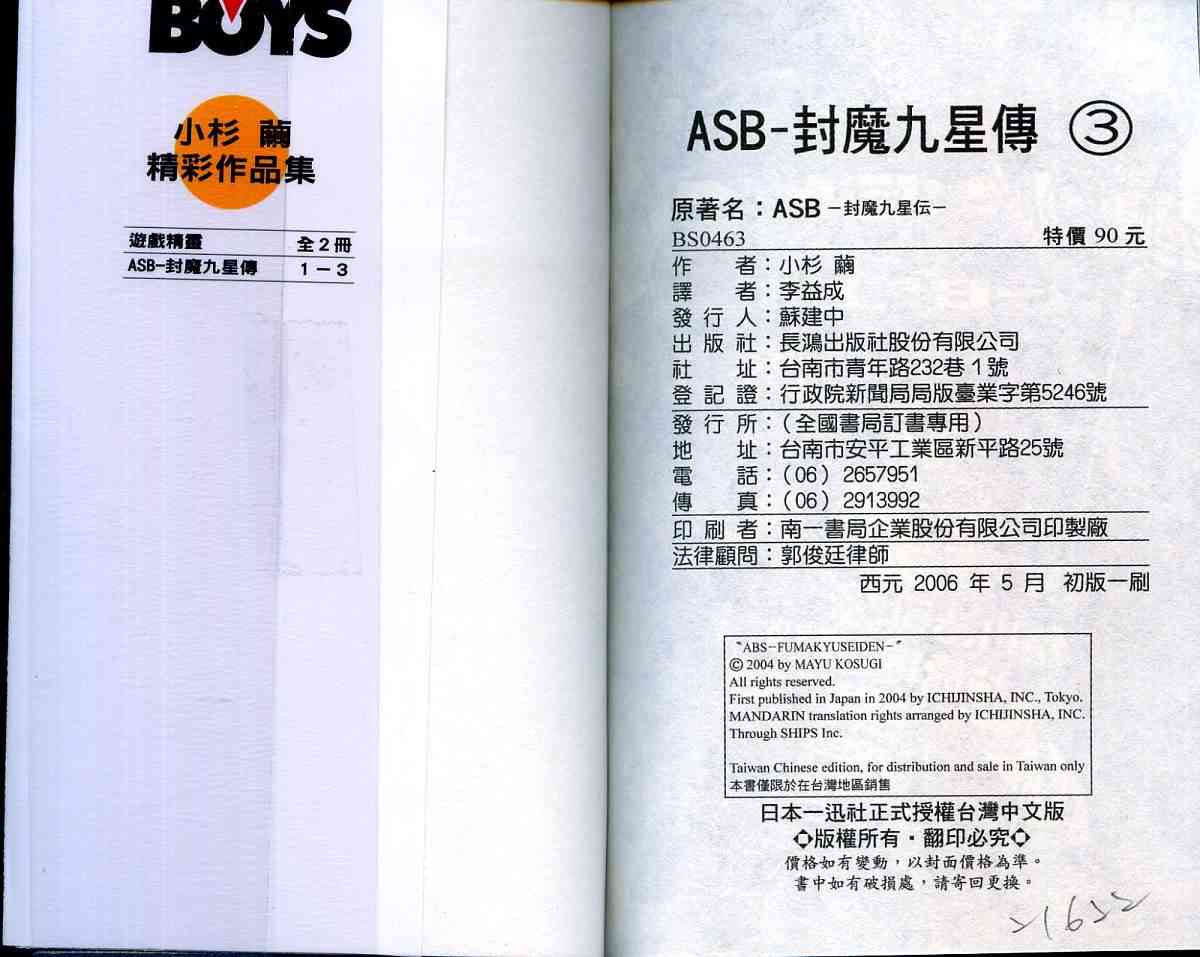 BOYS
小杉 繭
精彩作品集
遊戲精靈 全2冊
ASB-封魔九星傳 1－3
ASB-封魔九星傳 ③
原著名：ASB －封魔九星伝－
BS0463 特價 90 元
作者：小杉 繭
譯者：李益成
發行人：蘇建中
出版社：長鴻出版社股份有限公司
社址：台南市青年路232巷1號
登記證：行政院新聞局局版臺業字第5246號
發行所：（全國書局訂書專用）
地址：台南市安平工業區新平路25號
電話：（06）2657951
傳真：（06）2913992
印刷者：南一書局企業股份有限公司印製廠
法律顧問：郭俊廷律師
西元 2006 年 5 月 初版一刷
〝ABS－FUMAKYUSEIDEN－〞
© 2004 by MAYU KOSUGI
All rights reserved.
First published in Japan in 2004 by ICHIJINSHA, INC., Tokyo.
MANDARIN translation rights arranged by ICHIJINSHA, INC.
Through SHIPS Inc.
Taiwan Chinese edition, for distribution and sale in Taiwan only
本書僅限於在台灣地區銷售
日本一迅社正式授權台灣中文版
◇版權所有・翻印必究◇
價格如有變動，以封面價格為準。
書中如有破損處，請寄回更換。